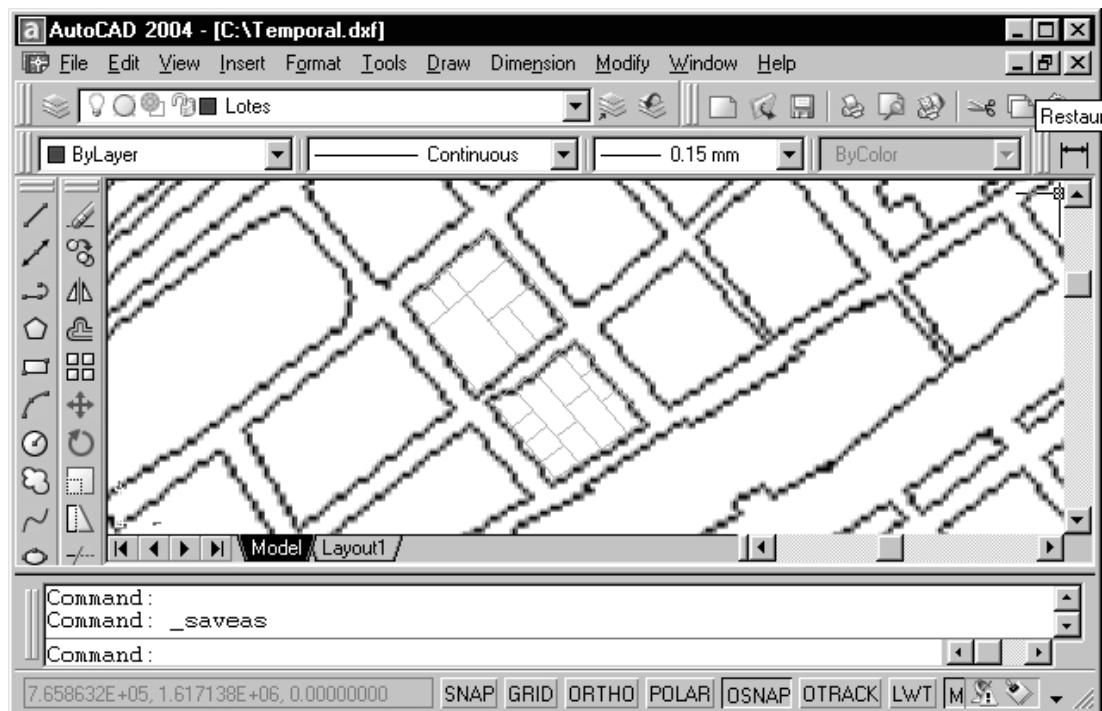 AutoCAD 2004 - [C:\Temporal.dxf]
File Edit View Insert Format Tools Draw Dimension Modify Window Help
Lotes
Restau
ByLayer Continuous 0.15 mm ByColor
Model Layout1
Command:
Command: _saveas
Command:
7.658632E+05, 1.617138E+06, 0.00000000 SNAP GRID ORTHO POLAR OSNAP OTRACK LWT M